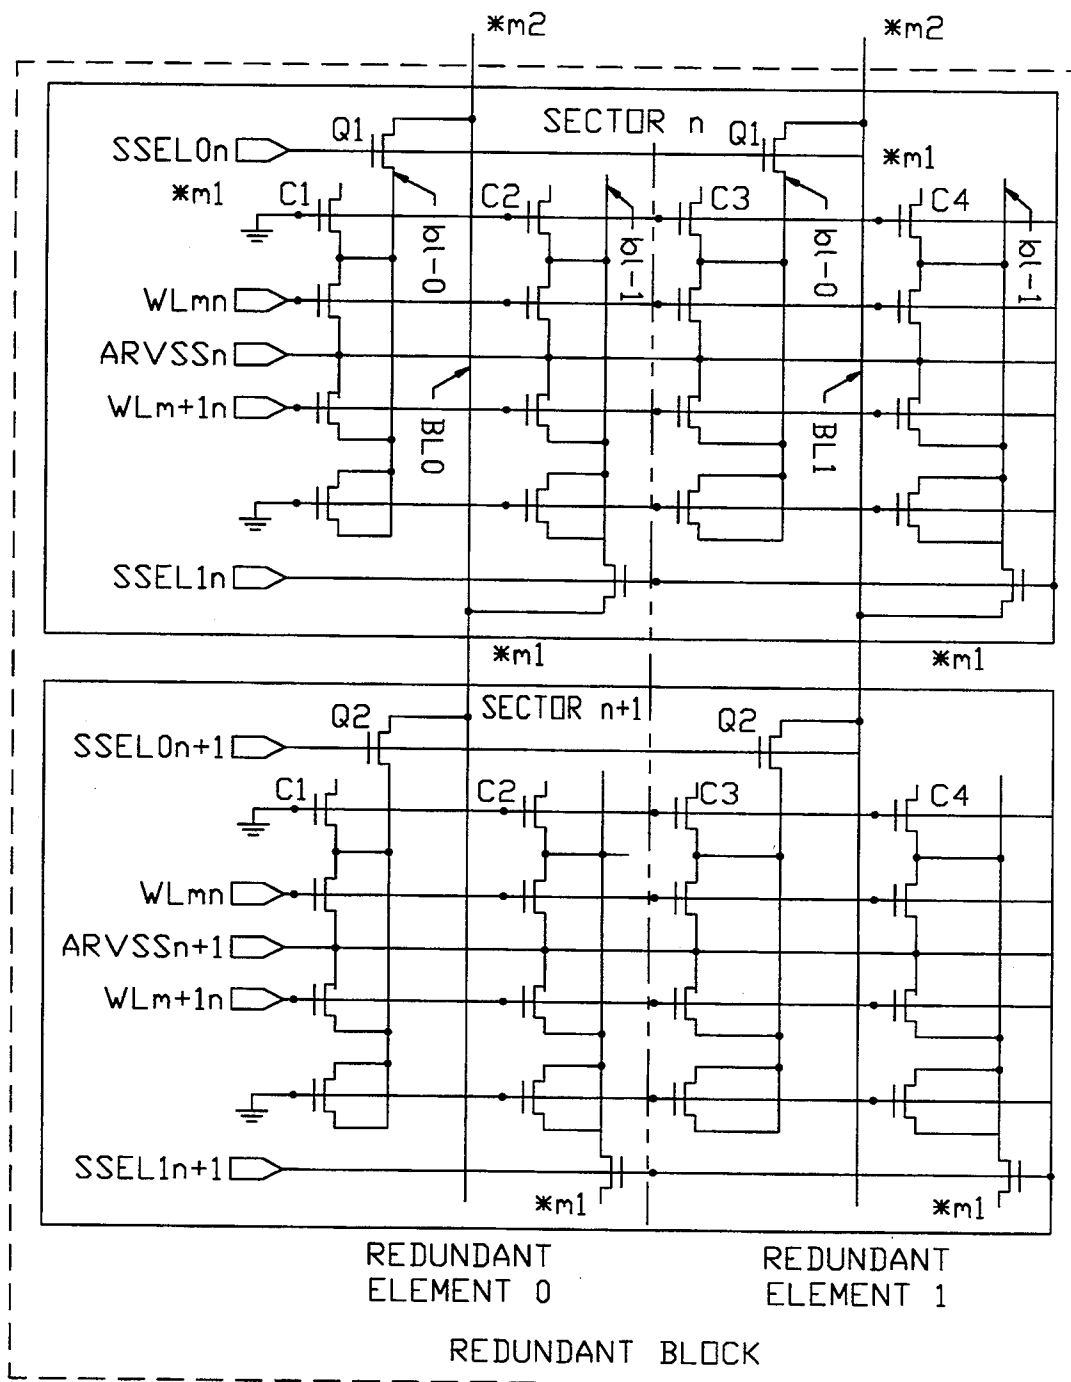 *m2 *m2
SECTOR n
SSEL0n Q1 Q1
*m1 *m1
C1 C2 C3 C4
bl-0 bl-1 bl-0 bl-1
WLmn
ARVSSn
WLm+1n
BL0 BL1
SSEL1n
*m1 *m1
SECTOR n+1
Q2 Q2
SSEL0n+1
C1 C2 C3 C4
WLmn
ARVSSn+1
WLm+1n
SSEL1n+1
*m1 *m1
REDUNDANT ELEMENT 0
REDUNDANT ELEMENT 1
REDUNDANT BLOCK